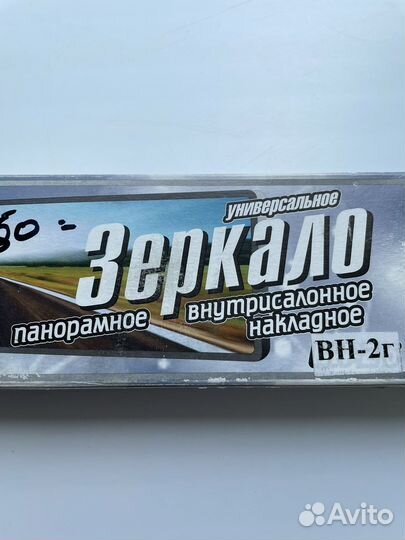 универсальное
Зеркало
панорамное
внутрисалонное
накладное
ВН-2г
Avito